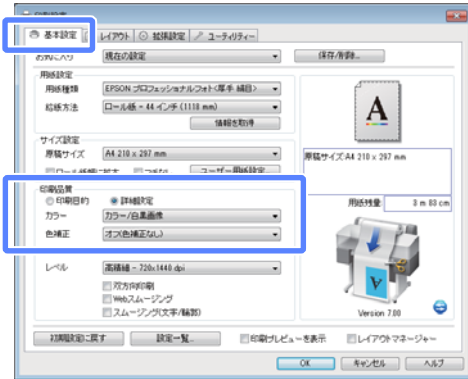 基本設定 レイアウト 拡張設定 ユーティリティー
お気に入り 現在の設定 保存/削除...
用紙設定
用紙種類 EPSON プロフェッショナルフォト<厚手 絹目>
給紙方法 ロール紙 - 44 インチ (1118 mm)
情報を取得
サイズ設定
原稿サイズ A4 210 x 297 mm
ユーザー用紙設定...
A
原稿サイズ:A4 210 x 297 mm
印刷品質
印刷目的 詳細設定
カラー カラー/白黒画像
色補正 オフ(色補正なし)
用紙残量: 3 m 83 cm
レベル 高精細 - 720x1440 dpi
双方向印刷
Webスムージング
スムージング(文字/輪郭)
Version 7.00
初期設定に戻す 設定一覧... 印刷プレビューを表示 レイアウトマネージャー
OK キャンセル ヘルプ